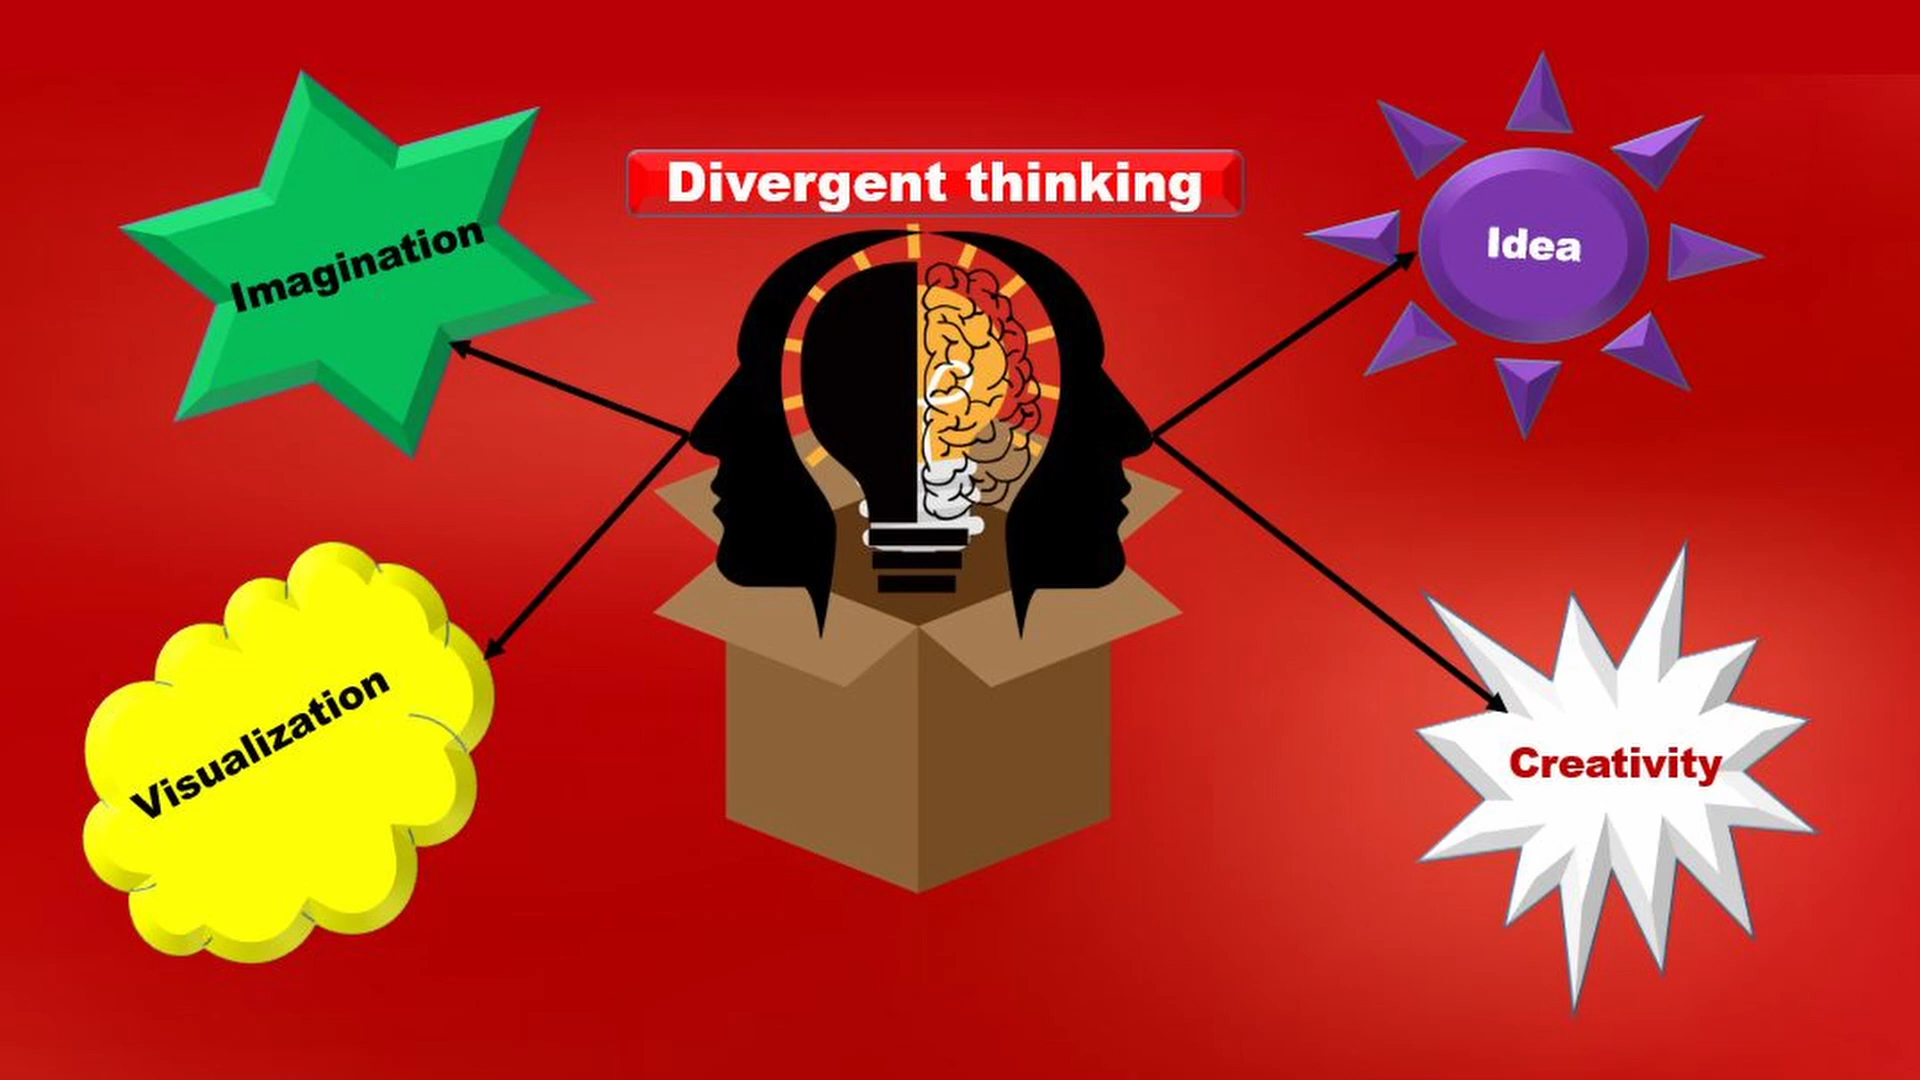 Divergent thinking
Imagination
Idea
Visualization
Creativity